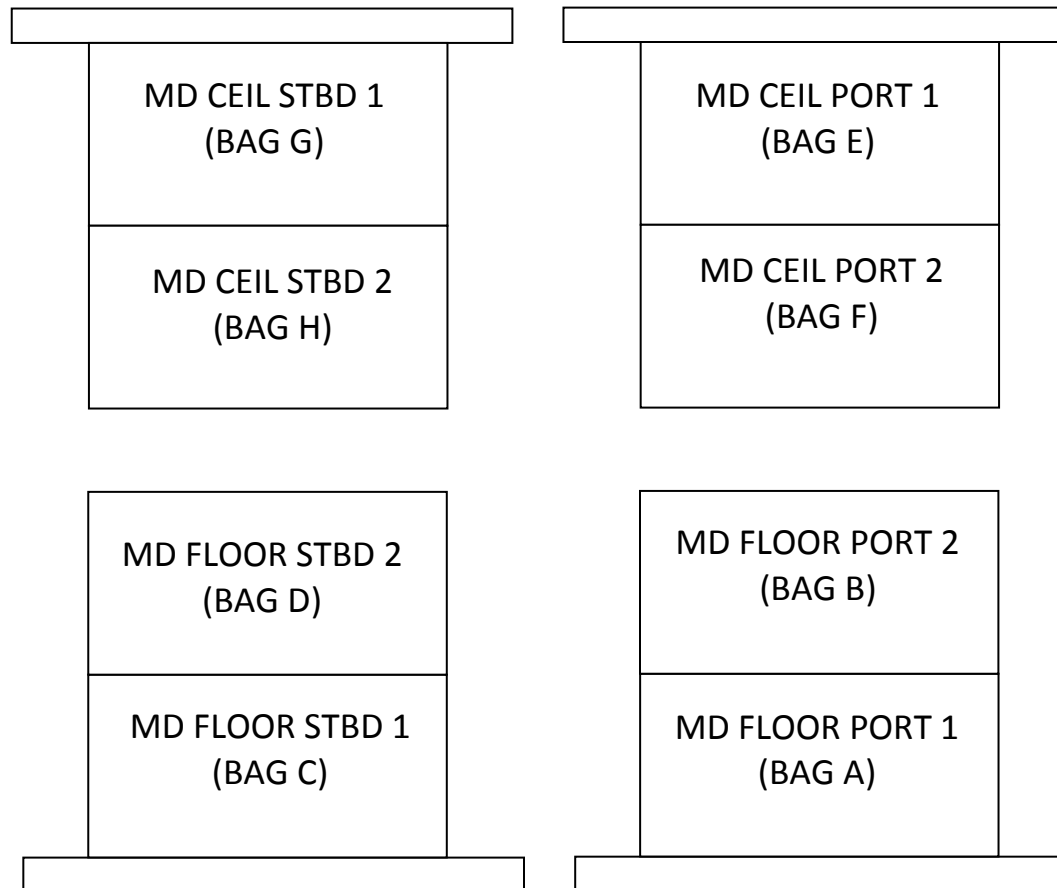 MD CEIL STBD 1
(BAG G)
MD CEIL PORT 1
(BAG E)
MD CEIL STBD 2
(BAG H)
MD CEIL PORT 2
(BAG F)
MD FLOOR STBD 2
(BAG D)
MD FLOOR PORT 2
(BAG B)
MD FLOOR STBD 1
(BAG C)
MD FLOOR PORT 1
(BAG A)